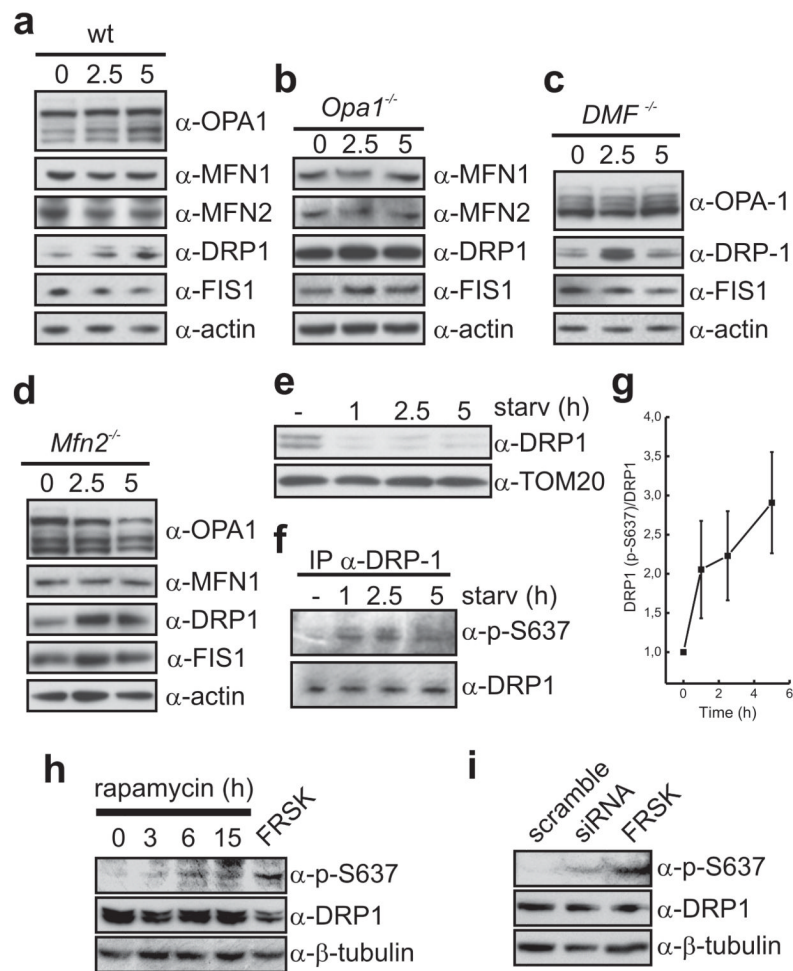 a
wt
0 2.5 5
α-OPA1
α-MFN1
α-MFN2
α-DRP1
α-FIS1
α-actin
b
Opa1-/-
0 2.5 5
α-MFN1
α-MFN2
α-DRP1
α-FIS1
α-actin
c
DMF -/-
0 2.5 5
α-OPA-1
α-DRP-1
α-FIS1
α-actin
d
Mfn2-/-
0 2.5 5
α-OPA1
α-MFN1
α-DRP1
α-FIS1
α-actin
e
- 1 2.5 5 starv (h)
α-DRP1
α-TOM20
f
IP α-DRP-1
- 1 2.5 5 starv (h)
α-p-S637
α-DRP1
g
DRP1 (p-S637)/DRP1
4,0
3,5
3,0
2,5
2,0
1,5
1,0
0 2 4 6
Time (h)
h
rapamycin (h)
0 3 6 15 FRSK
α-p-S637
α-DRP1
α-β-tubulin
i
scramble siRNA FRSK
α-p-S637
α-DRP1
α-β-tubulin